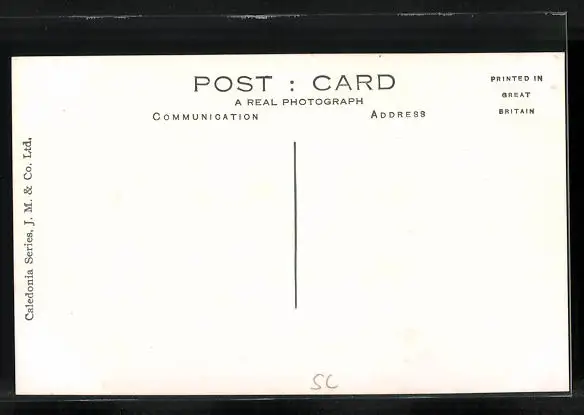 POST : CARD
A REAL PHOTOGRAPH
COMMUNICATION ADDRESS
PRINTED IN
GREAT
BRITAIN
Caledonia Series, J. M. & Co. Ltd.
SC